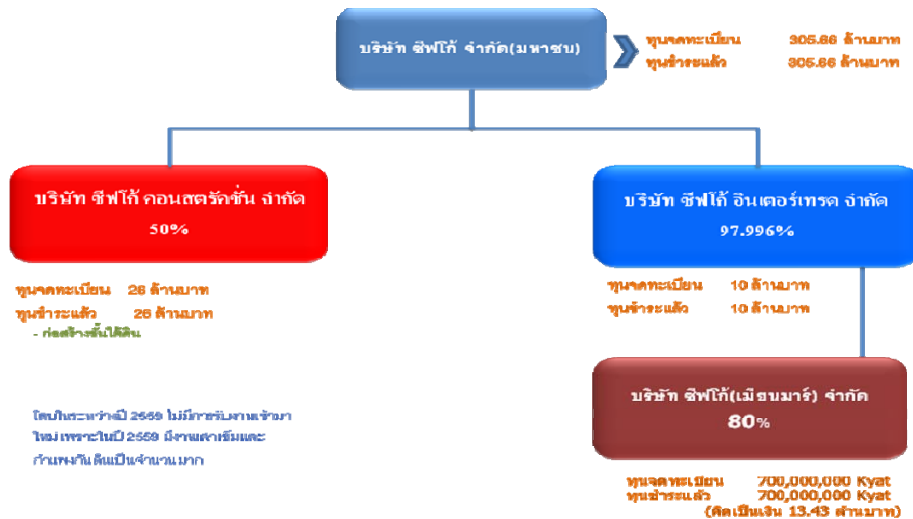 บริษัท ซีฟโก้ จำกัด(มหาชน)
ทุนจดทะเบียน 305.66 ล้านบาท
ทุนชำระแล้ว 305.66 ล้านบาท
บริษัท ซีฟโก้ คอนสตรัคชั่น จำกัด
50%
ทุนจดทะเบียน 26 ล้านบาท
ทุนชำระแล้ว 26 ล้านบาท
- ก่อสร้างชั้นใต้ดิน
บริษัท ซีฟโก้ อินเตอร์เทรด จำกัด
97.996%
ทุนจดทะเบียน 10 ล้านบาท
ทุนชำระแล้ว 10 ล้านบาท
โดยในระหว่างปี 2559 ไม่มีการรับงานเข้ามา
ใหม่ เพราะในปี 2559 มีงานเสาเข็มและ
กำแพงกันดินเป็นจำนวนมาก
บริษัท ซีฟโก้(เมียนมาร์) จำกัด
80%
ทุนจดทะเบียน 700,000,000 Kyat
ทุนชำระแล้ว 700,000,000 Kyat
(คิดเป็นเงิน 13.43 ล้านบาท)